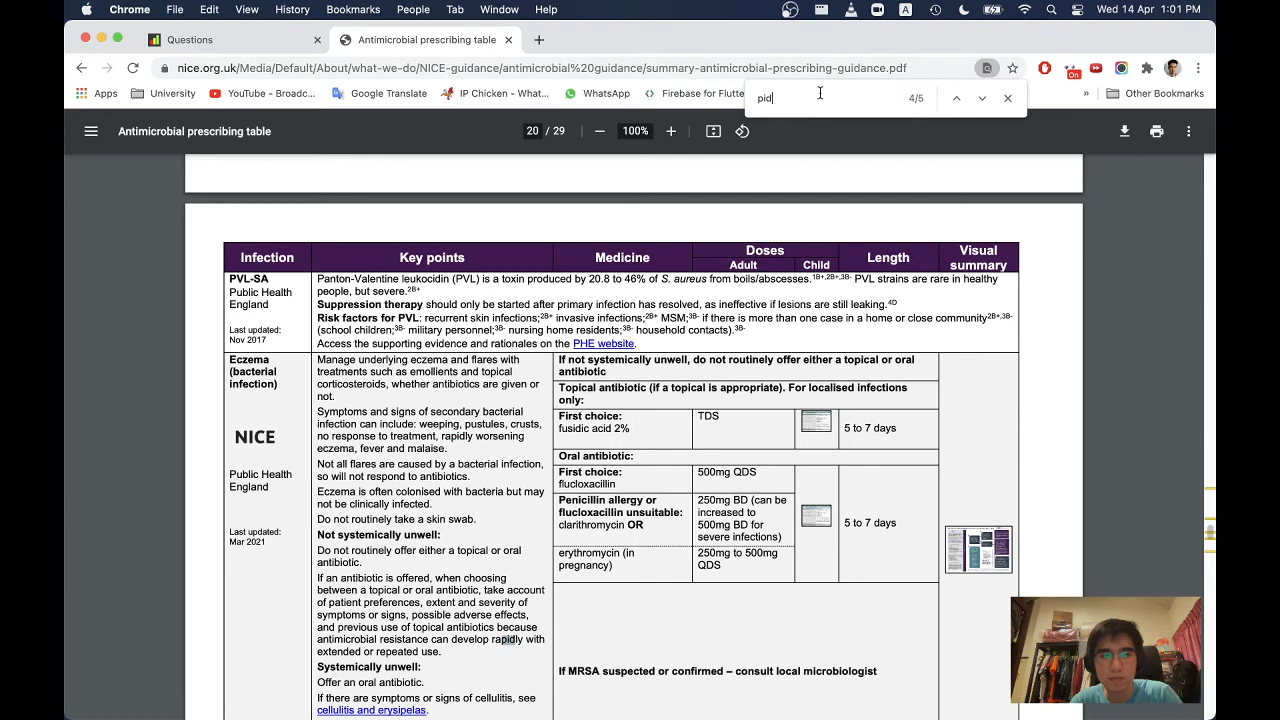 Chrome File Edit View History Bookmarks People Tab Window Help A Wed 14 Apr 1:01 PM
Questions Antimicrobial prescribing table
nice.org.uk/Media/Default/About/what-we-do/NICE-guidance/antimicrobial%20guidance/summary-antimicrobial-prescribing-guidance.pdf
On
Apps University YouTube – Broadc... Google Translate IP Chicken - What... WhatsApp Firebase for Flutte » Other Bookmarks
pid 4/5
Antimicrobial prescribing table 20 / 29 100%
Infection Key points Medicine Doses Length Visual summary
Adult Child
PVL-SA
Public Health
England
Last updated:
Nov 2017
Panton-Valentine leukocidin (PVL) is a toxin produced by 20.8 to 46% of S. aureus from boils/abscesses.1B+,2B+,3B- PVL strains are rare in healthy
people, but severe.2B+
Suppression therapy should only be started after primary infection has resolved, as ineffective if lesions are still leaking.4D
Risk factors for PVL: recurrent skin infections;2B+ invasive infections;2B+ MSM;3B- if there is more than one case in a home or close community2B+,3B-
(school children;3B- military personnel;3B- nursing home residents;3B- household contacts).3B-
Access the supporting evidence and rationales on the PHE website.
Eczema
(bacterial
infection)
NICE
Public Health
England
Last updated:
Mar 2021
Manage underlying eczema and flares with
treatments such as emollients and topical
corticosteroids, whether antibiotics are given or
not.
Symptoms and signs of secondary bacterial
infection can include: weeping, pustules, crusts,
no response to treatment, rapidly worsening
eczema, fever and malaise.
Not all flares are caused by a bacterial infection,
so will not respond to antibiotics.
Eczema is often colonised with bacteria but may
not be clinically infected.
Do not routinely take a skin swab.
Not systemically unwell:
Do not routinely offer either a topical or oral
antibiotic.
If an antibiotic is offered, when choosing
between a topical or oral antibiotic, take account
of patient preferences, extent and severity of
symptoms or signs, possible adverse effects,
and previous use of topical antibiotics because
antimicrobial resistance can develop rapidly with
extended or repeated use.
Systemically unwell:
Offer an oral antibiotic.
If there are symptoms or signs of cellulitis, see
cellulitis and erysipelas.
If not systemically unwell, do not routinely offer either a topical or oral
antibiotic
Topical antibiotic (if a topical is appropriate). For localised infections
only:
First choice:
fusidic acid 2%
TDS
5 to 7 days
Oral antibiotic:
First choice:
flucloxacillin
500mg QDS
Penicillin allergy or
flucloxacillin unsuitable:
clarithromycin OR
250mg BD (can be
increased to
500mg BD for
severe infections)
5 to 7 days
erythromycin (in
pregnancy)
250mg to 500mg
QDS
If MRSA suspected or confirmed – consult local microbiologist